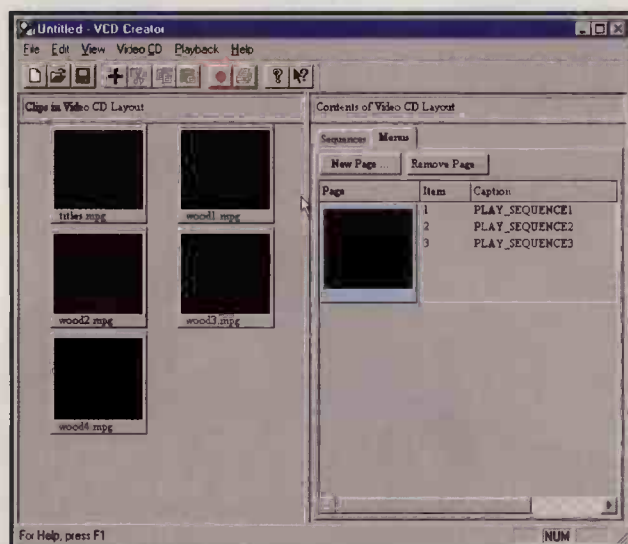 Untitled - VCD Creator
File Edit View Video CD Playback Help
Clips in Video CD Layout
titles.mpg
wood1.mpg
wood2.mpg
wood3.mpg
wood4.mpg
Contents of Video CD Layout
Sequences Menus
New Page ... Remove Page
Page Item Caption
1 PLAY_SEQUENCE1
2 PLAY_SEQUENCE2
3 PLAY_SEQUENCE3
For Help, press F1
NUM